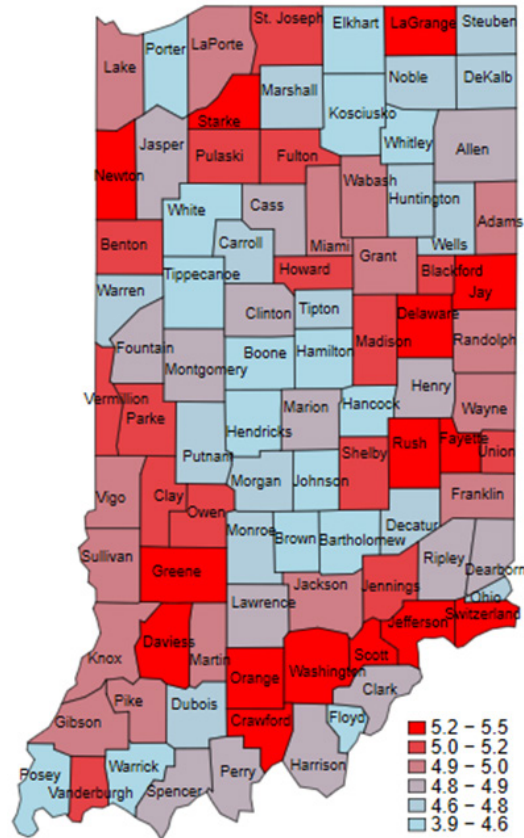 St. Joseph
Elkhart
LaGrange
Steuben
Porter
LaPorte
Lake
Noble
DeKalb
Marshall
Kosciusko
Starke
Whitley
Jasper
Allen
Pulaski
Fulton
Newton
Wabash
Huntington
White
Cass
Adams
Miami
Wells
Benton
Carroll
Grant
Tippecanoe
Howard
Blackford
Jay
Warren
Clinton
Tipton
Delaware
Madison
Fountain
Randolph
Boone
Hamilton
Montgomery
Henry
Vermillion
Hancock
Marion
Wayne
Parke
Hendricks
Putnam
Shelby
Rush
Fayette
Union
Morgan
Johnson
Vigo
Clay
Owen
Franklin
Monroe
Decatur
Brown
Bartholomew
Sullivan
Ripley
Dearborn
Greene
Jackson
Jennings
Ohio
Lawrence
Switzerland
Jefferson
Daviess
Martin
Scott
Knox
Washington
Orange
Clark
Pike
Dubois
Gibson
Crawford
Floyd
Posey
Warrick
Harrison
Perry
Vanderburgh
Spencer
5.2 – 5.5
5.0 – 5.2
4.9 – 5.0
4.8 – 4.9
4.6 – 4.8
3.9 – 4.6